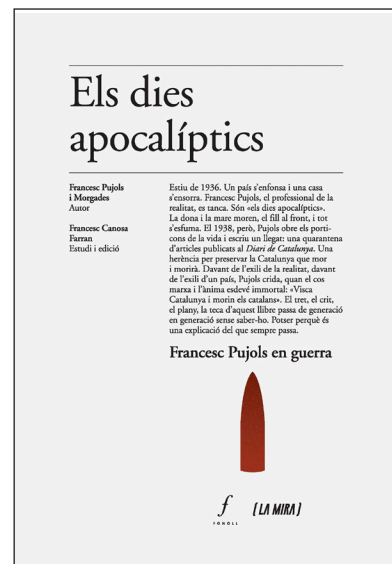 Els dies
apocalíptics
Francesc Pujols
i Morgades
Autor
Francesc Canosa
Farran
Estudi i edició
Estiu de 1936. Un país s'enfonsa i una casa
s'ensorra. Francesc Pujols, el professional de la
realitat, es tanca. Són «els dies apocalíptics».
La dona i la mare moren, el fill al front, i tot
s'esfuma. El 1938, però, Pujols obre els porti-
cons de la vida i escriu un llegat: una quarantena
d'articles publicats al Diari de Catalunya. Una
herència per preservar la Catalunya que mor
i morirà. Davant de l'exili de la realitat, davant
de l'exili d'un país, Pujols crida, quan el cos
marxa i l'ànima esdevé immortal: «Visca
Catalunya i morin els catalans». El tret, el crit,
el plany, la teca d'aquest llibre passa de generació
en generació sense saber-ho. Potser perquè és
una explicació del que sempre passa.
Francesc Pujols en guerra
f
FONOLL
[LA MIRA]